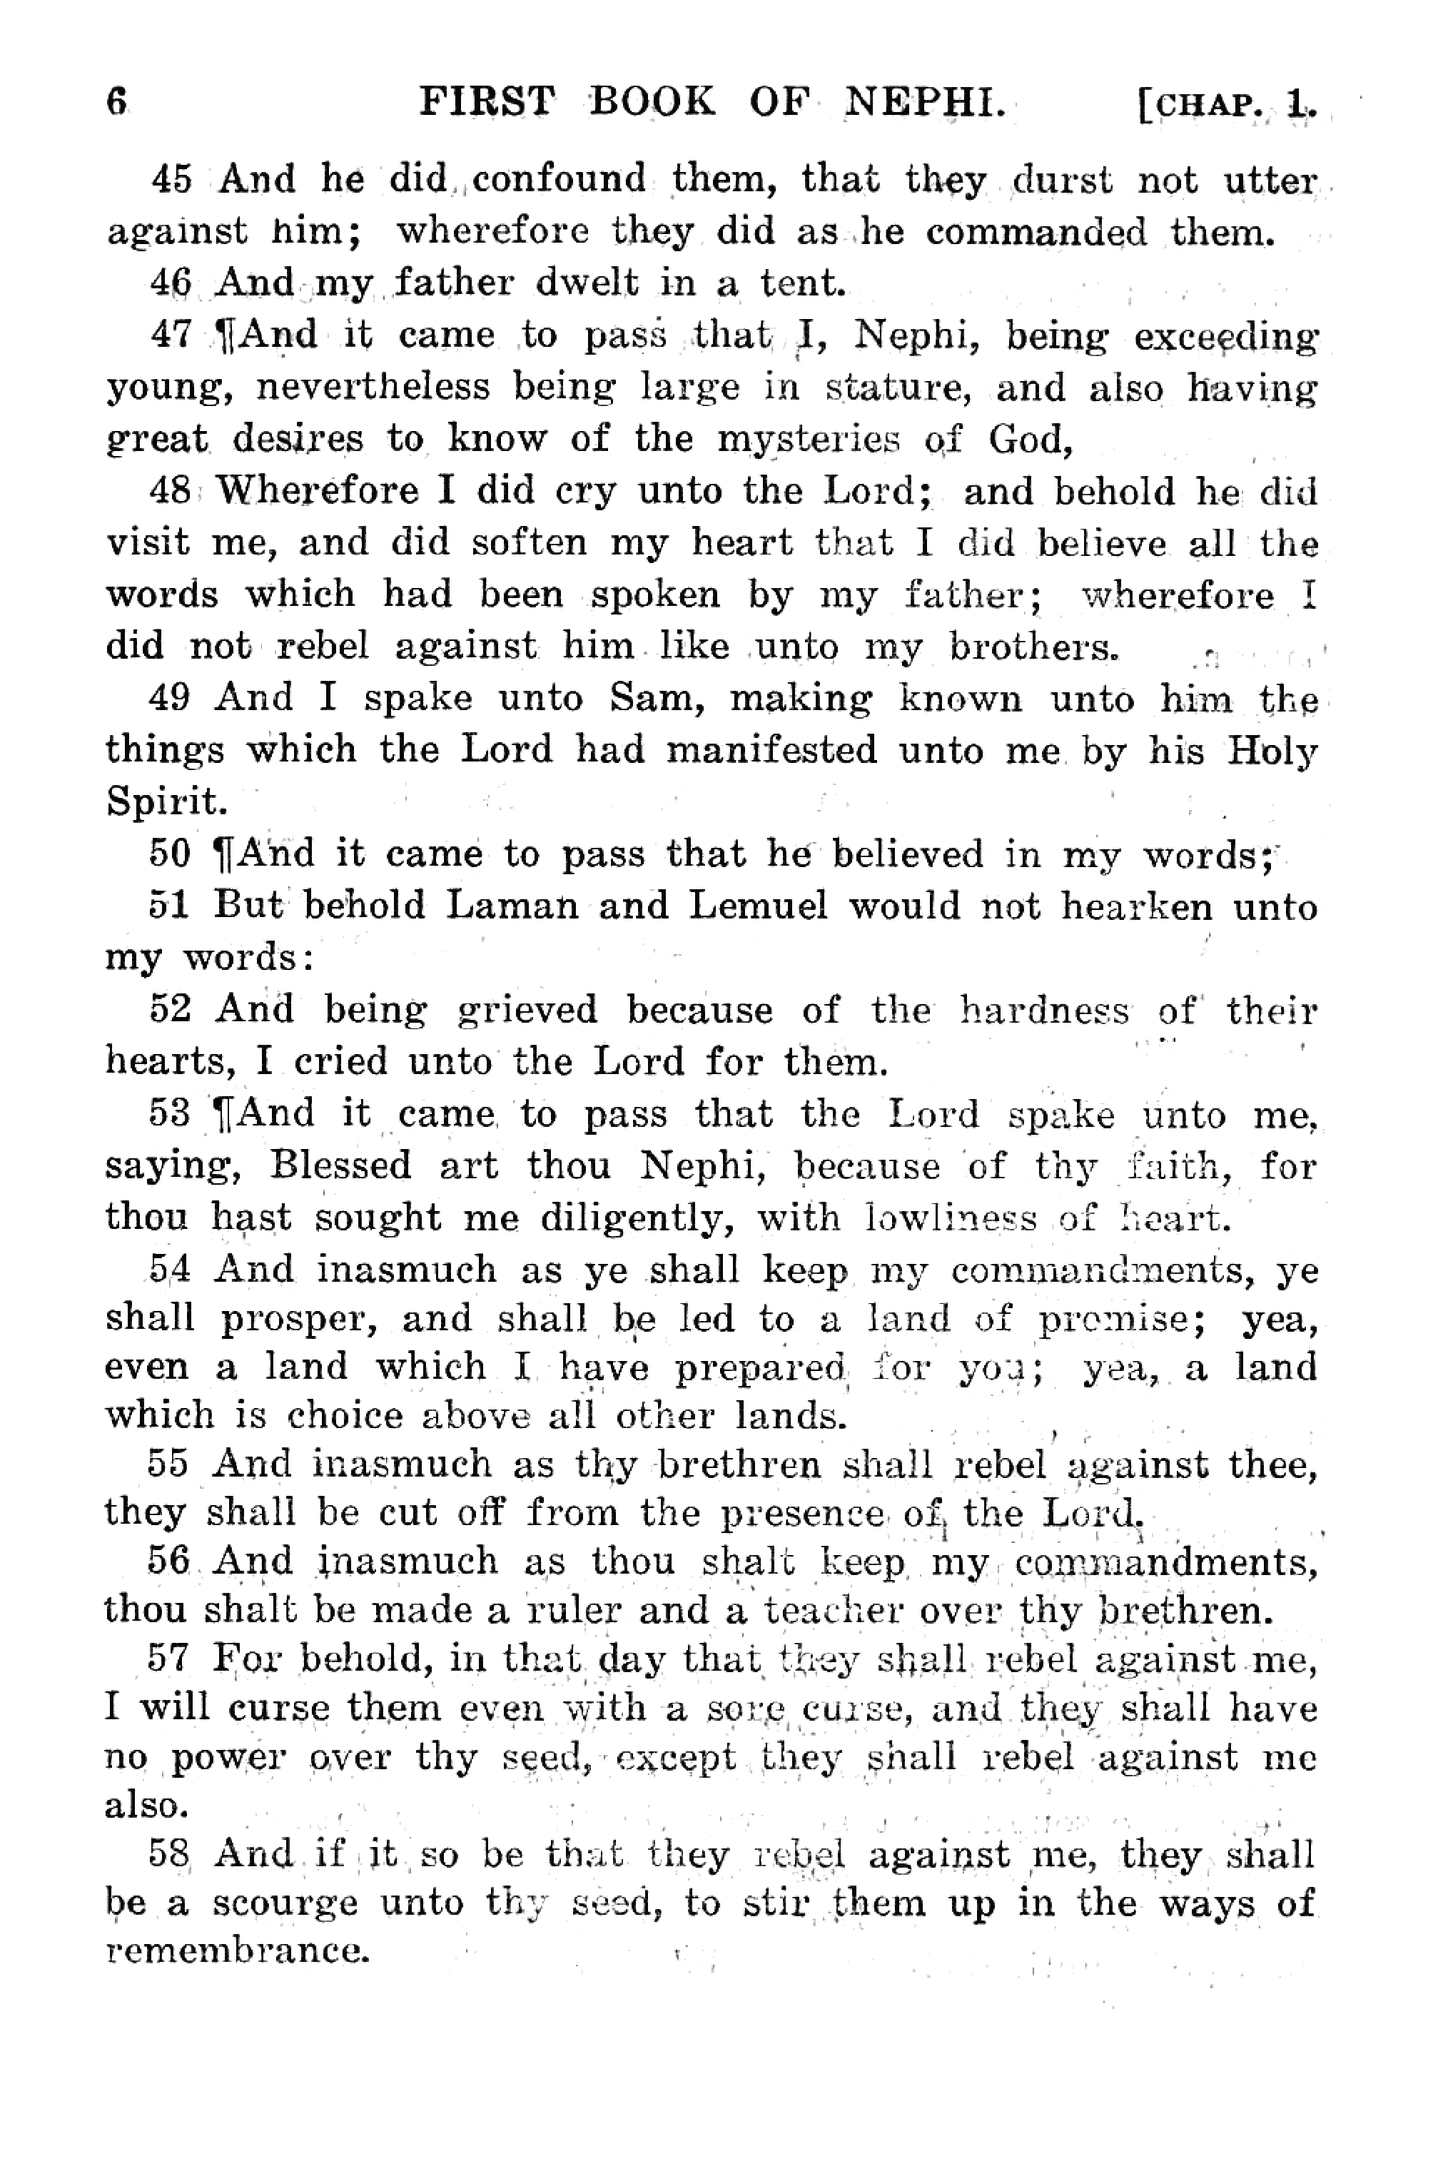 6 FIRST BOOK OF NEPHI. [CHAP. 1.
45 And he did confound them, that they durst not utter
against him; wherefore they did as he commanded them.
46 And my father dwelt in a tent.
47 ¶And it came to pass that I, Nephi, being exceeding
young, nevertheless being large in stature, and also having
great desires to know of the mysteries of God,
48 Wherefore I did cry unto the Lord; and behold he did
visit me, and did soften my heart that I did believe all the
words which had been spoken by my father; wherefore I
did not rebel against him like unto my brothers.
49 And I spake unto Sam, making known unto him the
things which the Lord had manifested unto me by his Holy
Spirit.
50 ¶And it came to pass that he believed in my words;
51 But behold Laman and Lemuel would not hearken unto
my words:
52 And being grieved because of the hardness of their
hearts, I cried unto the Lord for them.
53 ¶And it came to pass that the Lord spake unto me,
saying, Blessed art thou Nephi, because of thy faith, for
thou hast sought me diligently, with lowliness of heart.
54 And inasmuch as ye shall keep my commandments, ye
shall prosper, and shall be led to a land of promise; yea,
even a land which I have prepared for you; yea, a land
which is choice above all other lands.
55 And inasmuch as thy brethren shall rebel against thee,
they shall be cut off from the presence of the Lord.
56 And inasmuch as thou shalt keep my commandments,
thou shalt be made a ruler and a teacher over thy brethren.
57 For behold, in that day that they shall rebel against me,
I will curse them even with a sore curse, and they shall have
no power over thy seed, except they shall rebel against me
also.
58 And if it so be that they rebel against me, they shall
be a scourge unto thy seed, to stir them up in the ways of
remembrance.